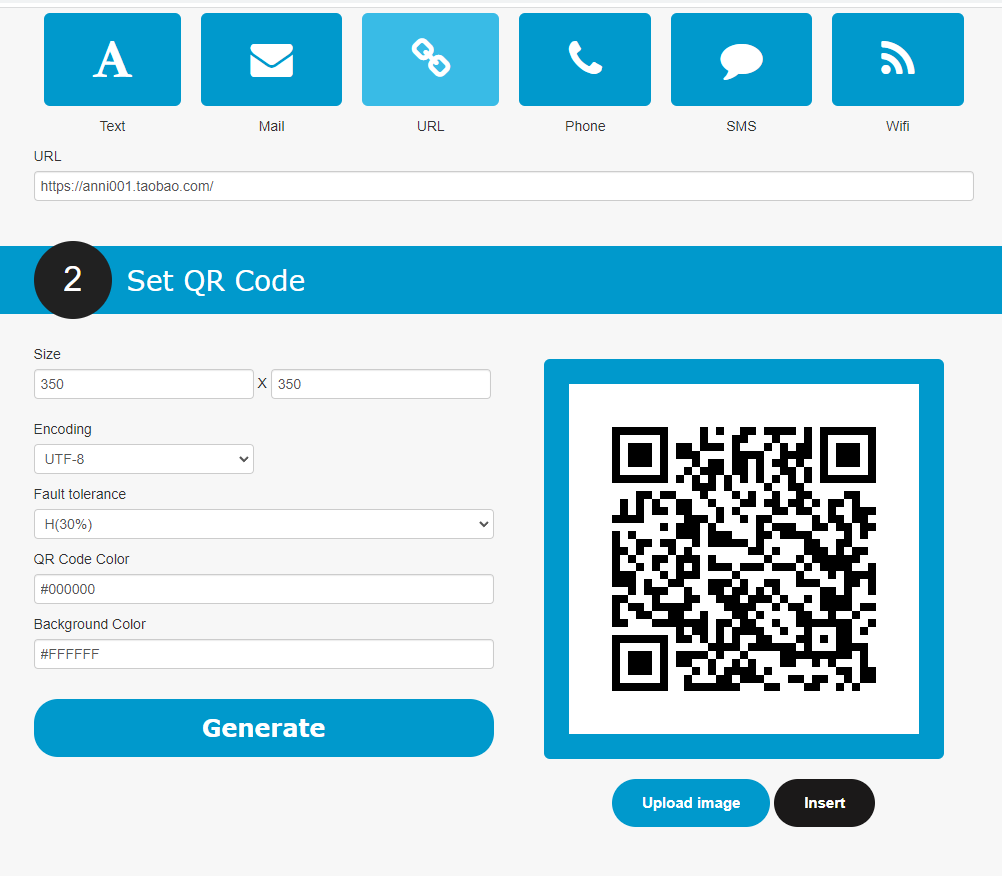 Text Mail URL Phone SMS Wifi
URL
https://anni001.taobao.com/
2 Set QR Code
Size
350 X 350
Encoding
UTF-8
Fault tolerance
H(30%)
QR Code Color
#000000
Background Color
#FFFFFF
Generate
Upload image Insert